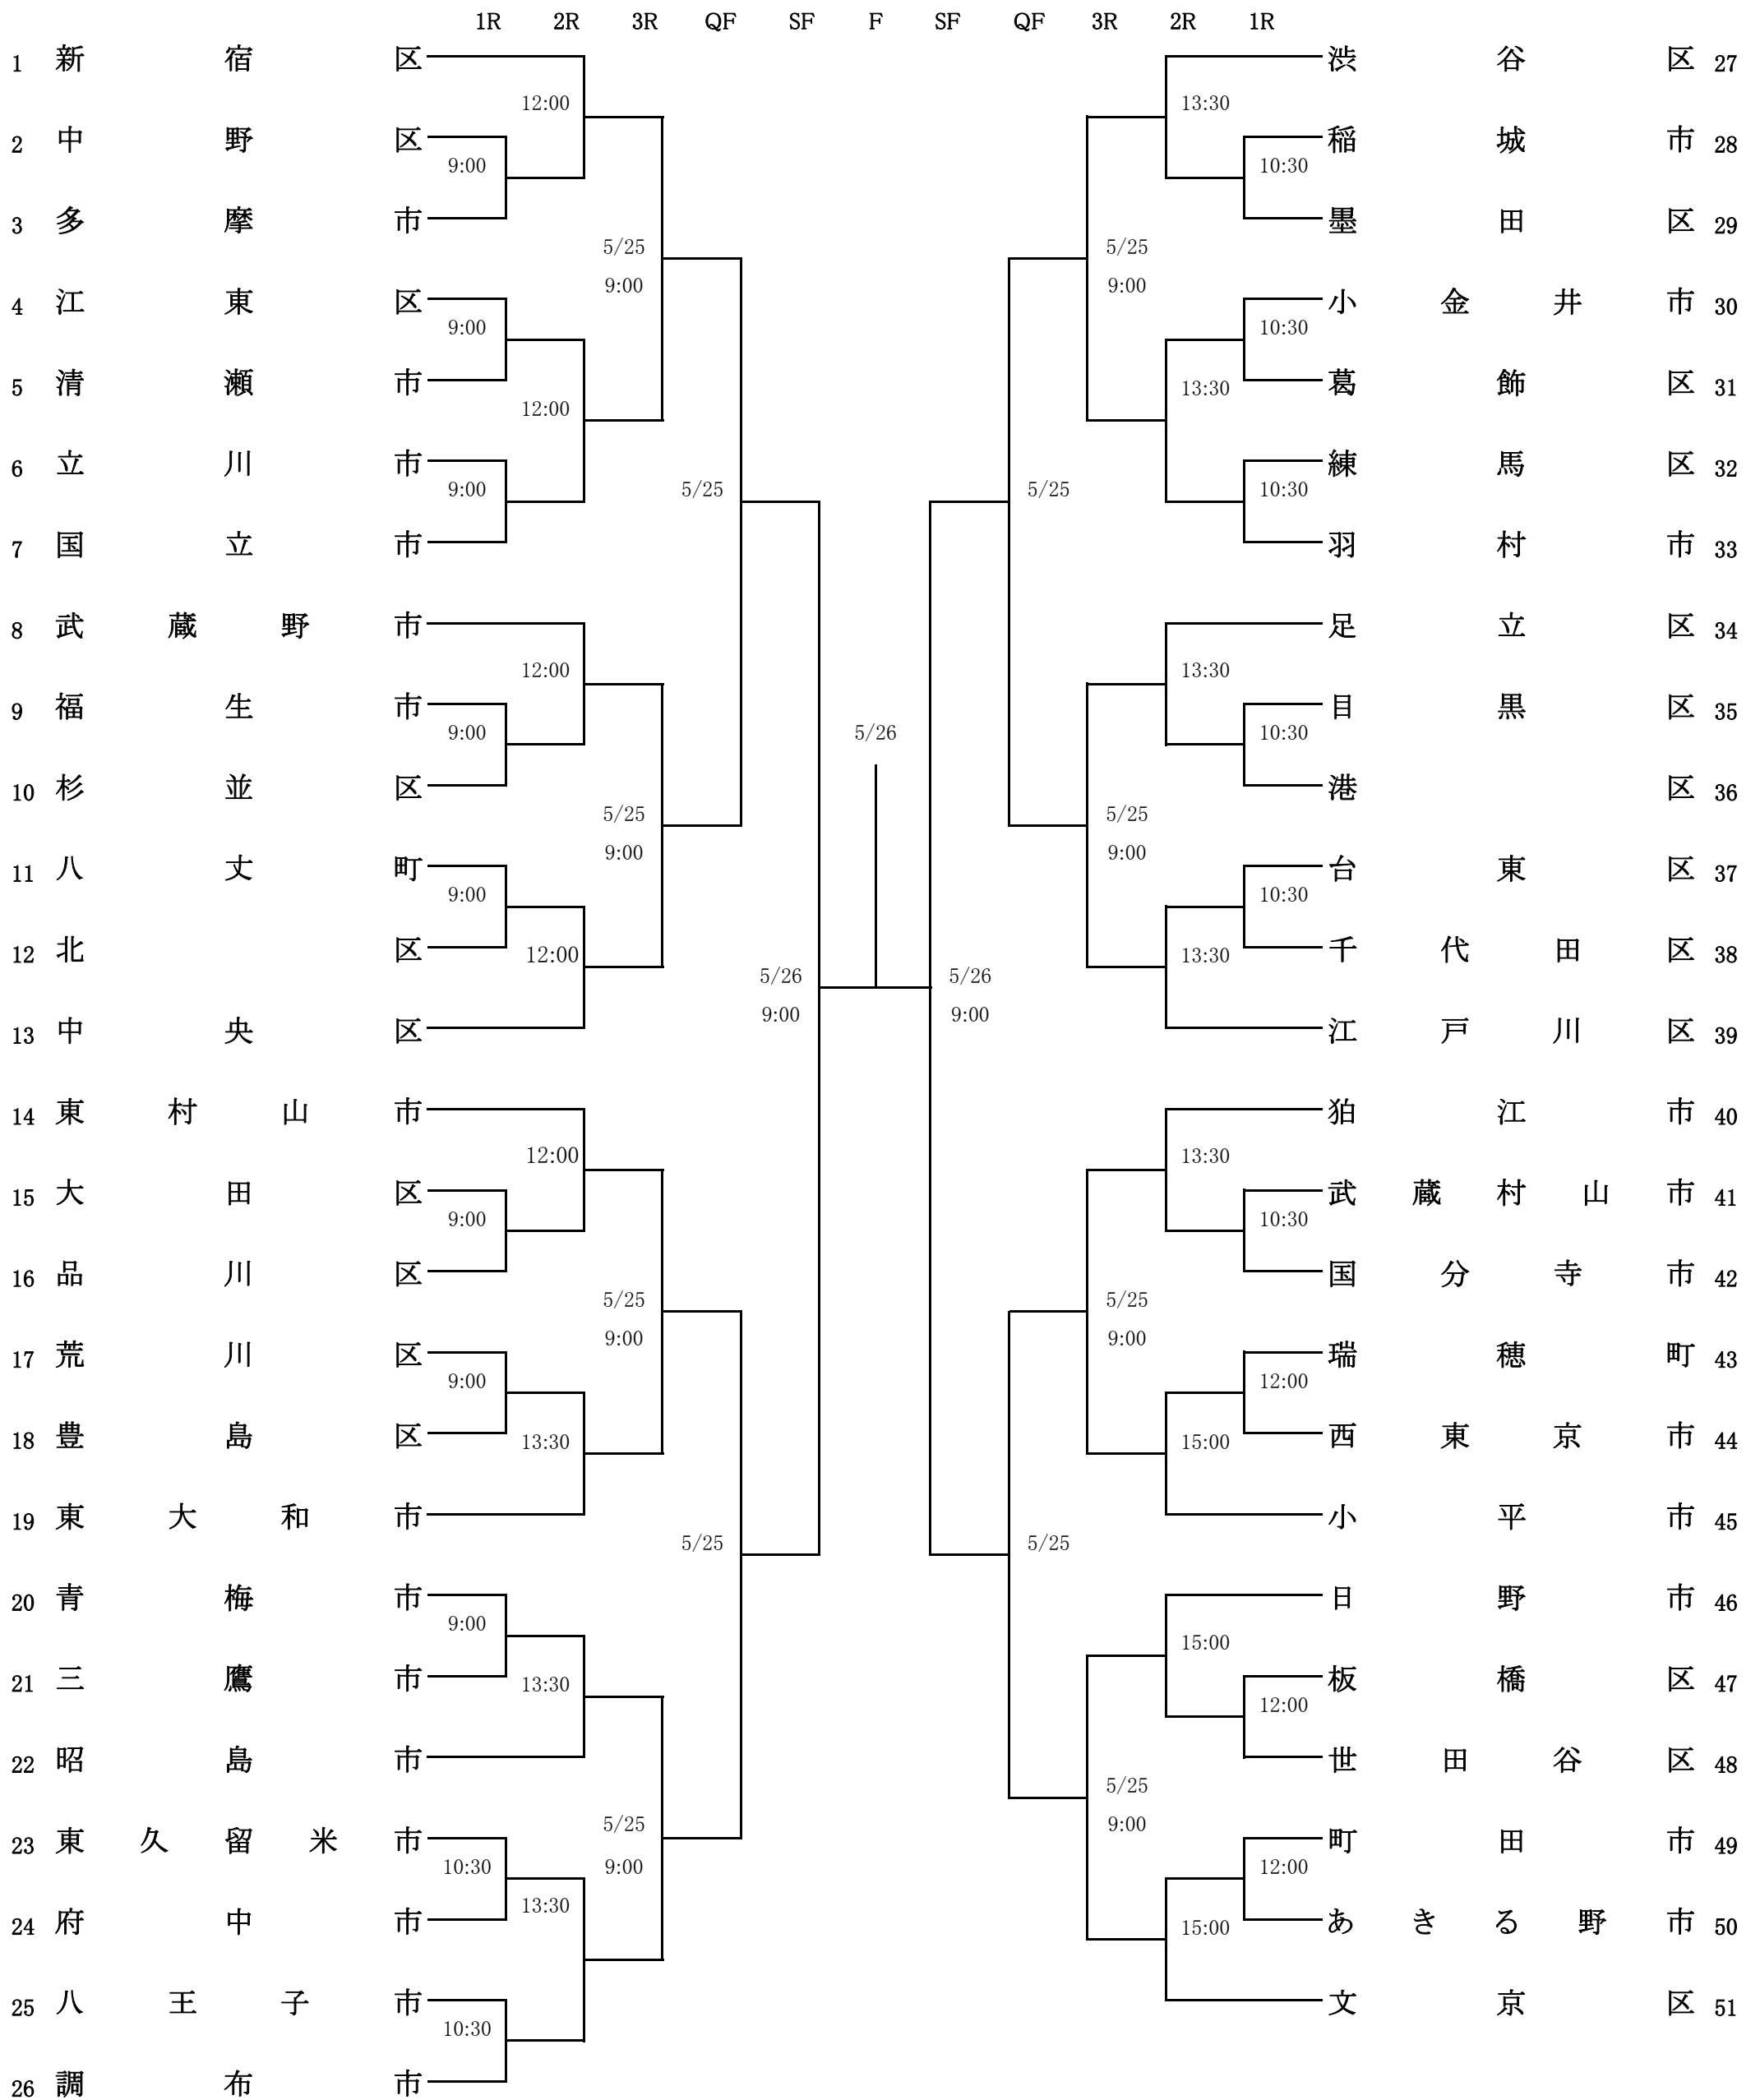 1R 2R 3R QF SF F SF QF 3R 2R 1R
1 新宿区 渋谷区 27
12:00 13:30
2 中野区 稲城市 28
9:00 10:30
3 多摩市 墨田区 29
5/25 5/25
9:00 9:00
4 江東区 小金井市 30
9:00 10:30
5 清瀬市 葛飾区 31
12:00 13:30
6 立川市 練馬区 32
9:00 5/25 5/25 10:30
7 国立市 羽村市 33
8 武蔵野市 足立区 34
12:00 13:30
9 福生市 目黒区 35
9:00 5/26 10:30
10 杉並区 港区 36
5/25 5/25
9:00 9:00
11 八丈町 台東区 37
9:00 10:30
12 北区 千代田区 38
12:00 13:30
5/26 5/26
9:00 9:00
13 中央区 江戸川区 39
14 東村山市 狛江市 40
12:00 13:30
15 大田区 武蔵村山市 41
9:00 10:30
16 品川区 国分寺市 42
5/25 5/25
9:00 9:00
17 荒川区 瑞穂町 43
9:00 12:00
18 豊島区 西東京市 44
13:30 15:00
19 東大和市 小平市 45
5/25 5/25
20 青梅市 日野市 46
9:00 15:00
21 三鷹市 板橋区 47
13:30 12:00
22 昭島市 世田谷区 48
5/25 5/25
9:00
23 東久留米市 町田市 49
10:30 9:00 12:00
13:30
24 府中市 あきる野市 50
15:00
25 八王子市 文京区 51
10:30
26 調布市